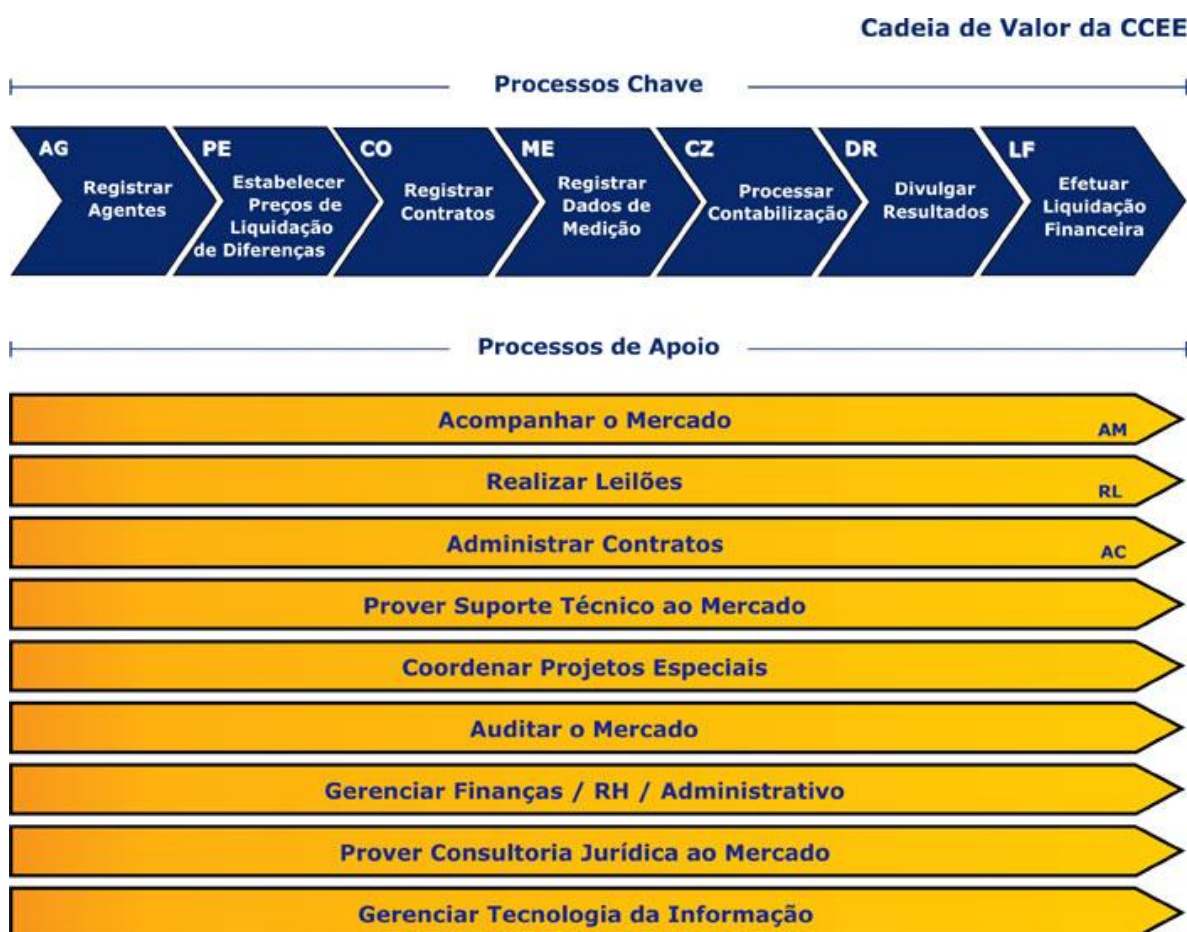 Cadeia de Valor da CCEE
Processos Chave
AG
Registrar
Agentes
PE
Estabelecer
Preços de
Liquidação
de Diferenças
CO
Registrar
Contratos
ME
Registrar
Dados de
Medição
CZ
Processar
Contabilização
DR
Divulgar
Resultados
LF
Efetuar
Liquidação
Financeira
Processos de Apoio
Acompanhar o Mercado
AM
Realizar Leilões
RL
Administrar Contratos
AC
Prover Suporte Técnico ao Mercado
Coordenar Projetos Especiais
Auditar o Mercado
Gerenciar Finanças / RH / Administrativo
Prover Consultoria Jurídica ao Mercado
Gerenciar Tecnologia da Informação